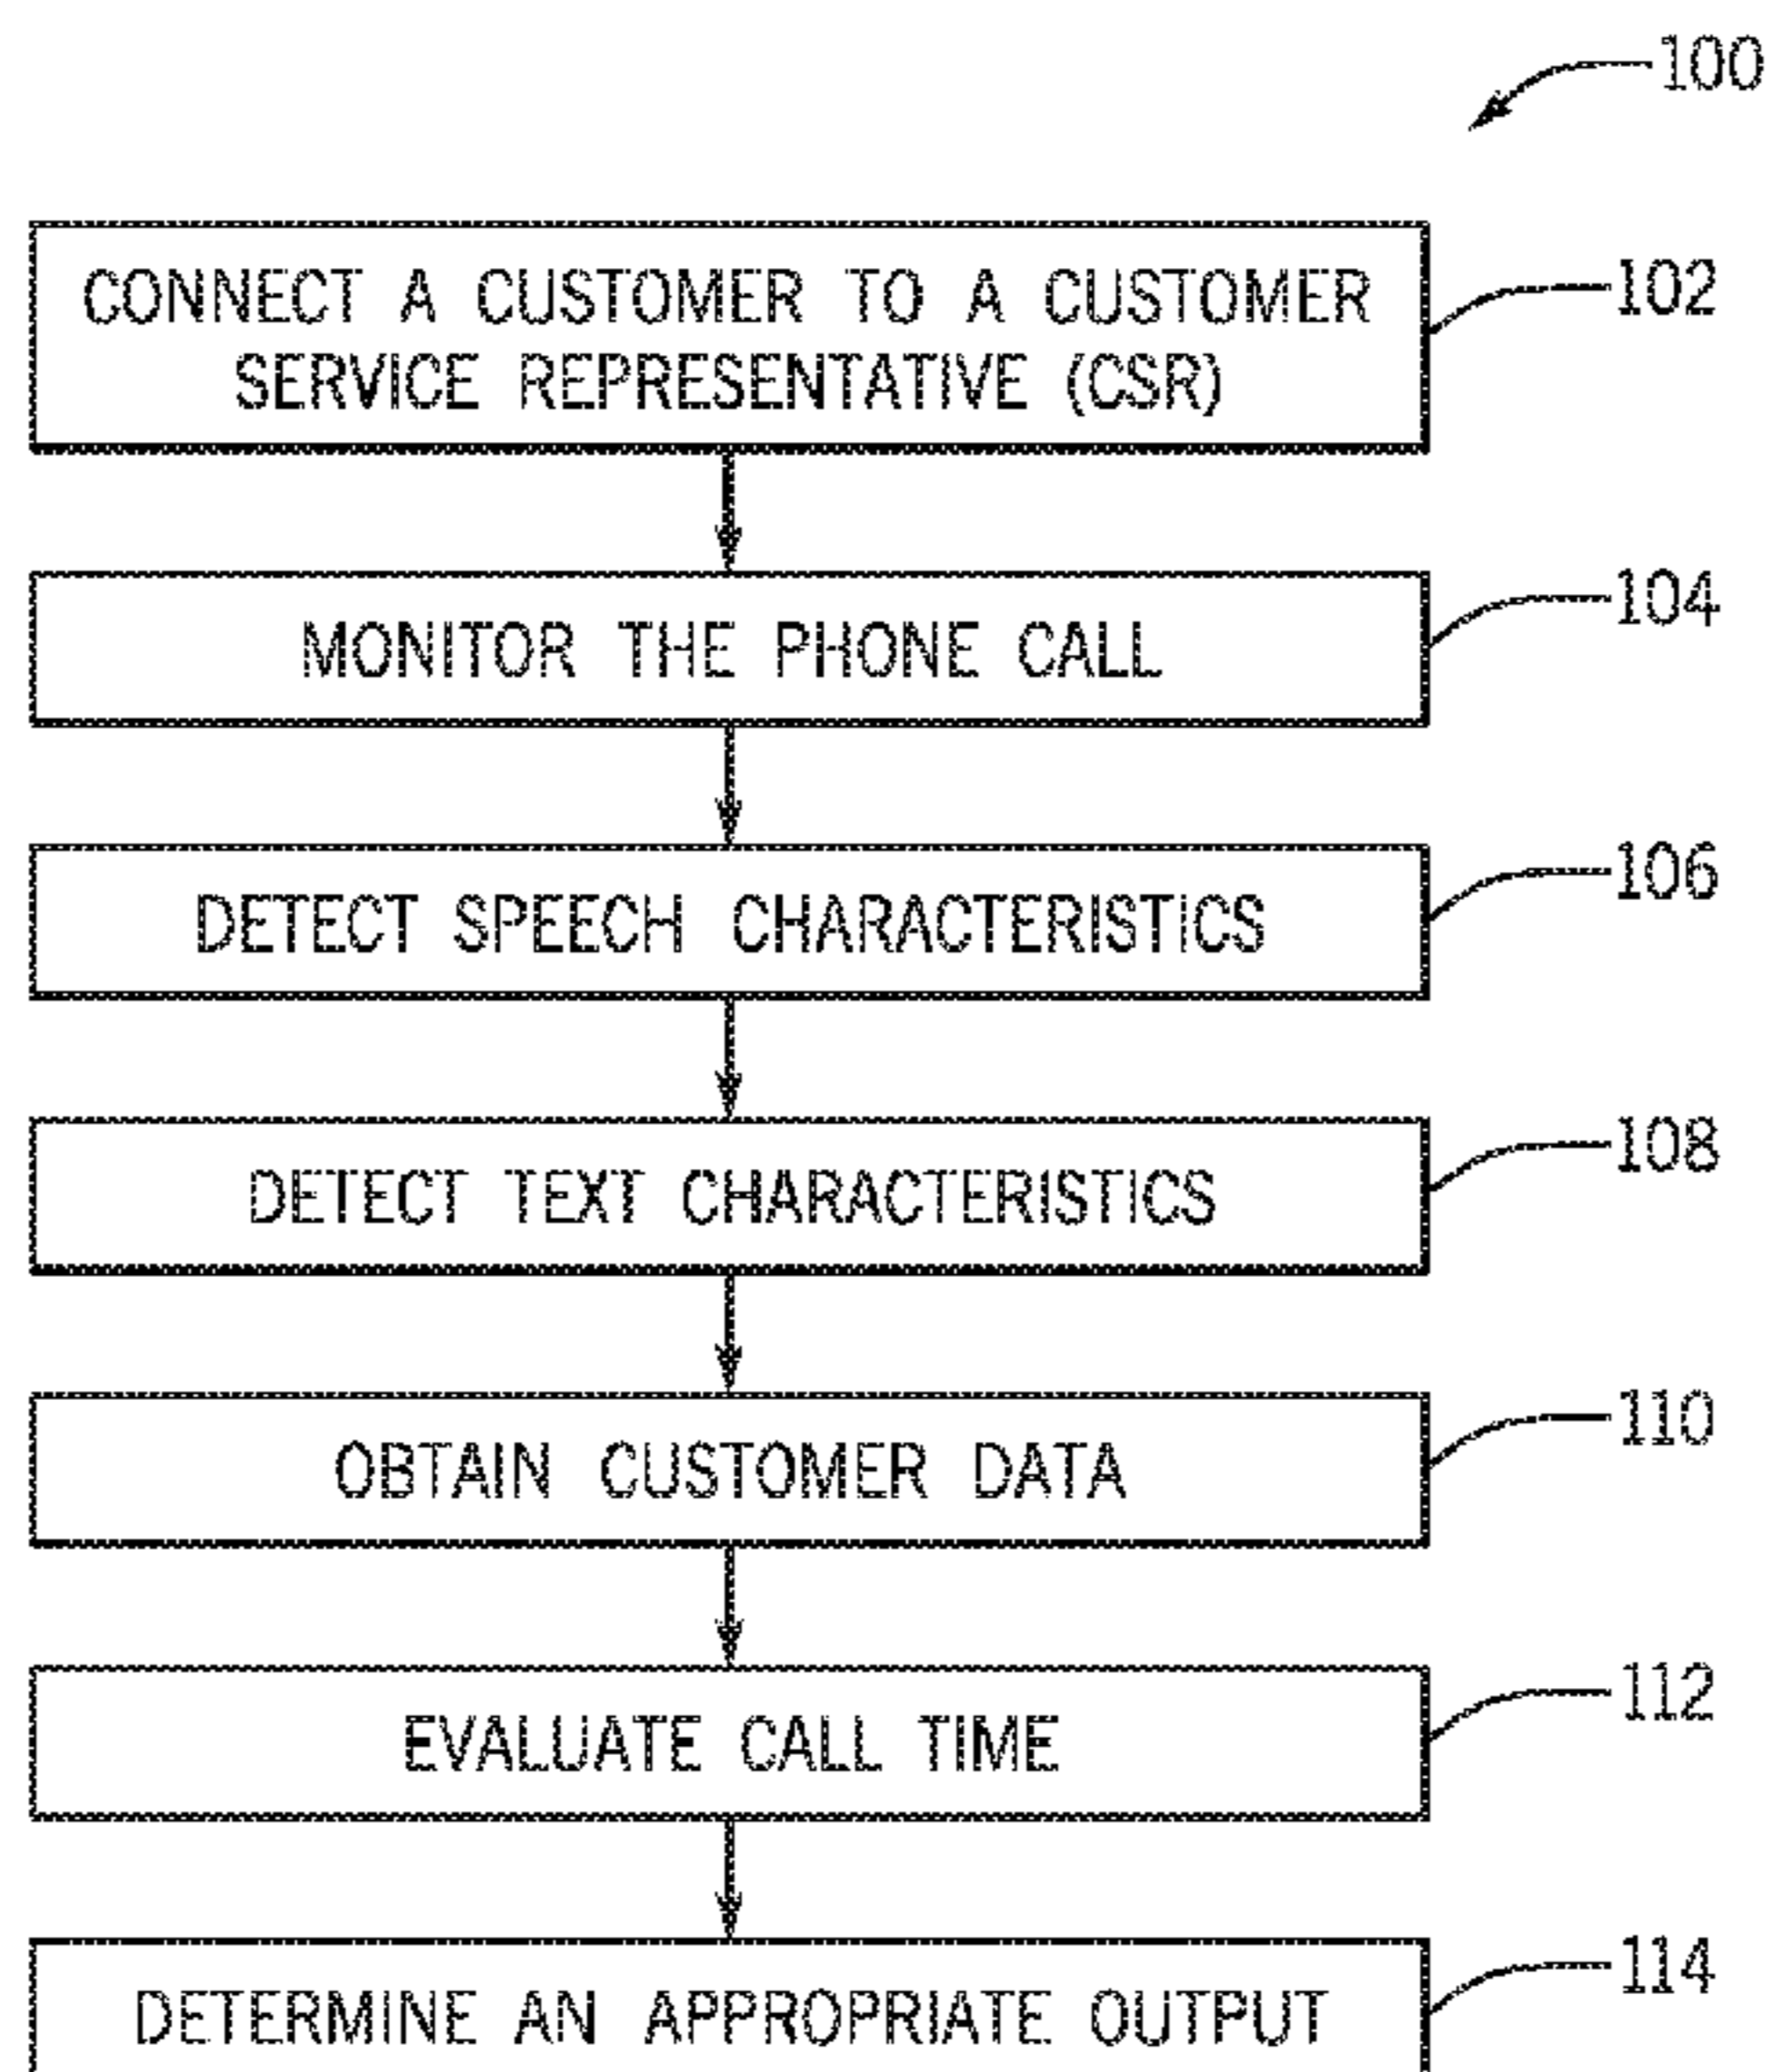 100
CONNECT A CUSTOMER TO A CUSTOMER
SERVICE REPRESENTATIVE (CSR)
102
MONITOR THE PHONE CALL
104
DETECT SPEECH CHARACTERISTICS
106
DETECT TEXT CHARACTERISTICS
108
OBTAIN CUSTOMER DATA
110
EVALUATE CALL TIME
112
DETERMINE AN APPROPRIATE OUTPUT
114